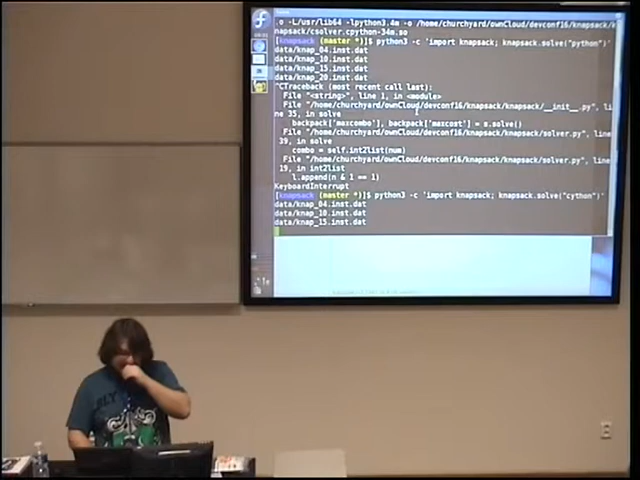 o -L/usr/lib64 -lpython3.4m -o /home/churchyard/ownCloud/devconf16/knapsack/kn
apsack/csolver.cpython-34m.so
[knapsack (master *)]$ python3 -c 'import knapsack; knapsack.solve("python")'
data/knap_04.inst.dat
data/knap_10.inst.dat
data/knap_15.inst.dat
data/knap_20.inst.dat
^CTraceback (most recent call last):
File "<string>", line 1, in <module>
File "/home/churchyard/ownCloud/devconf16/knapsack/knapsack/__init__.py", li
ne 35, in solve
backpack['maxcombo'], backpack['maxcost'] = s.solve()
File "/home/churchyard/ownCloud/devconf16/knapsack/knapsack/solver.py", line
39, in solve
combo = self.int2list(num)
File "/home/churchyard/ownCloud/devconf16/knapsack/knapsack/solver.py", line
19, in int2list
l.append(n & 1 == 1)
KeyboardInterrupt
[knapsack (master *)]$ python3 -c 'import knapsack; knapsack.solve("cython")'
data/knap_04.inst.dat
data/knap_10.inst.dat
data/knap_15.inst.dat